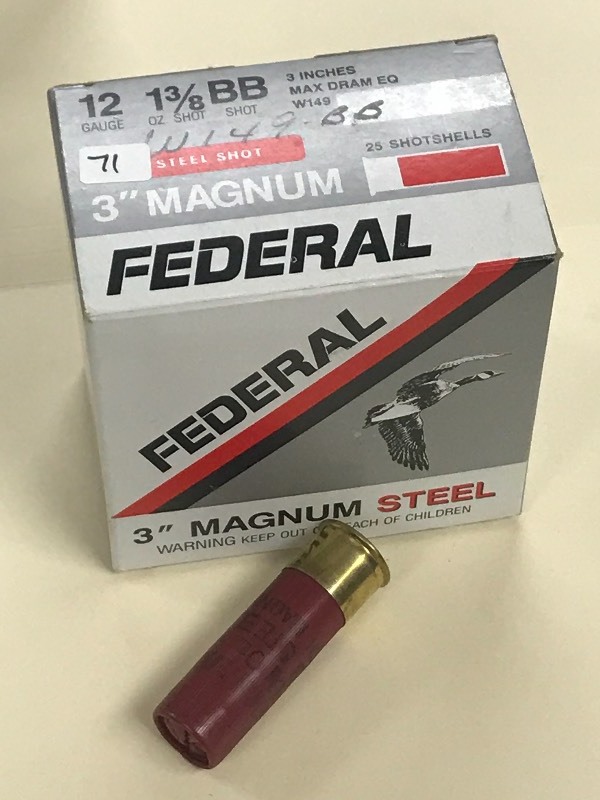 12 GAUGE 1 3/8 OZ SHOT BB SHOT
3 INCHES
MAX DRAM EQ
W149
W149-BB
71
STEEL SHOT
25 SHOTSHELLS
3" MAGNUM
FEDERAL
FEDERAL
3" MAGNUM STEEL
WARNING KEEP OUT OF REACH OF CHILDREN